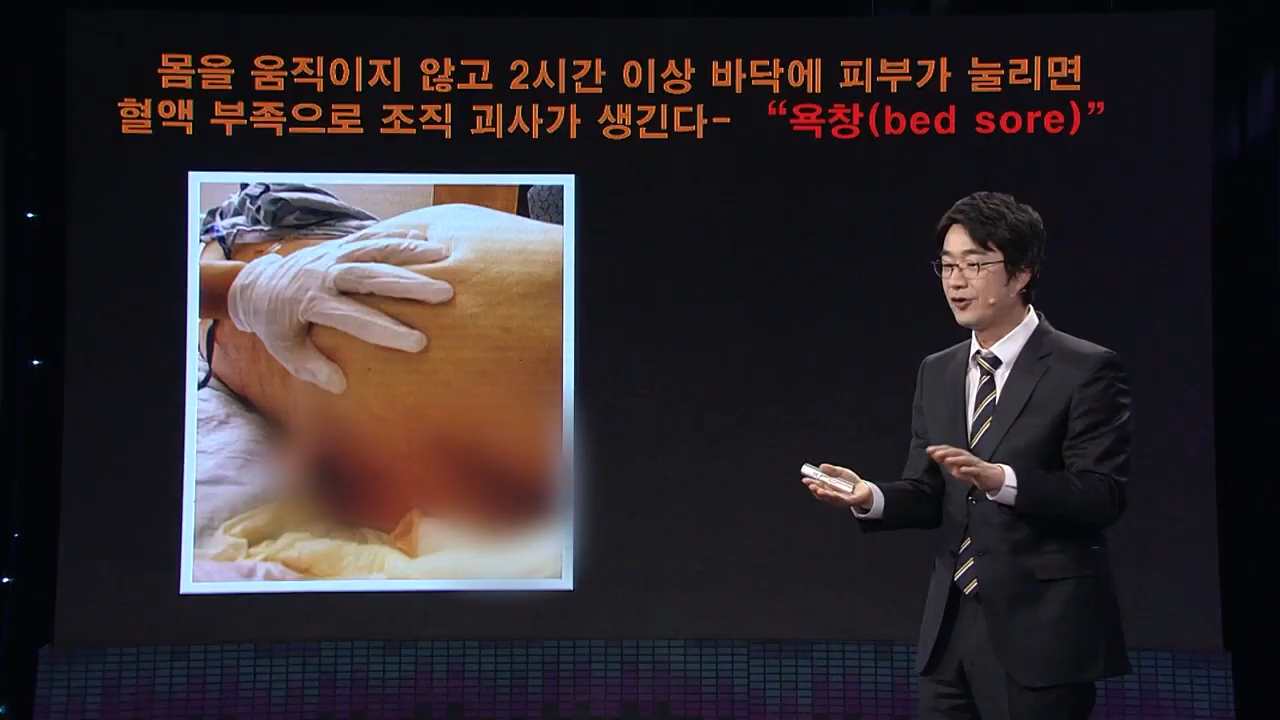 몸을 움직이지 않고 2시간 이상 바닥에 피부가 눌리면
혈액 부족으로 조직 괴사가 생긴다- “욕창(bed sore)”